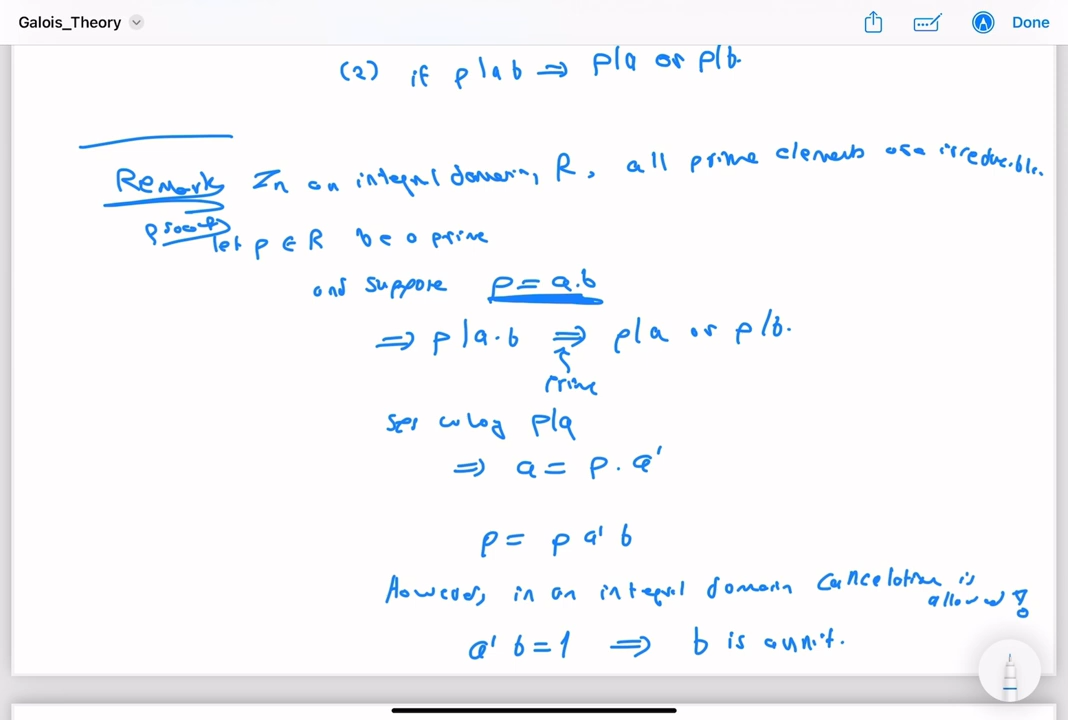 Galois_Theory
Done
(2) if p|ab ⇒ p|a or p|b.
Remark In an integral domain, R, all prime elements are irreducible.
proof
let p ∈ R be a prime
and suppose p = a.b
⇒ p|a.b ⇒ p|a or p|b.
prime
say wlog p|a
⇒ a = p.a'
p = p a' b
However, in an integral domain cancelation is
allowed!
a' b = 1 ⇒ b is a unit.